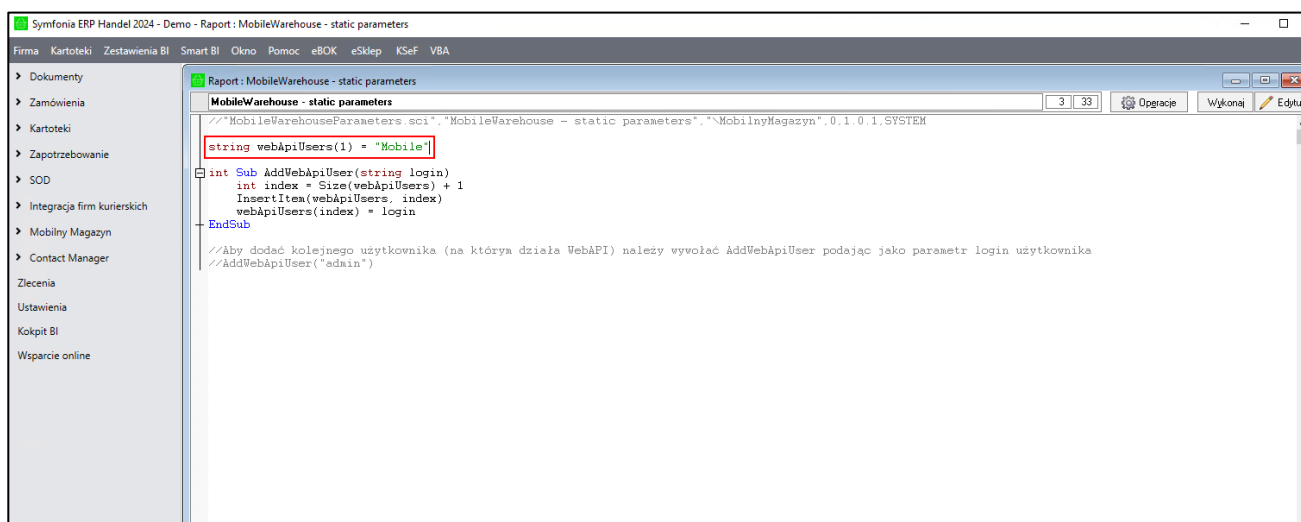 Symfonia ERP Handel 2024 - Demo - Raport : MobileWarehouse - static parameters
Firma Kartoteki Zestawienia BI Smart BI Okno Pomoc eBOK eSklep KSeF VBA
Dokumenty
Zamówienia
Kartoteki
Zapotrzebowanie
SOD
Integracja firm kurierskich
Mobilny Magazyn
Contact Manager
Zlecenia
Ustawienia
Kokpit BI
Wsparcie online
Raport : MobileWarehouse - static parameters
MobileWarehouse - static parameters 3 33 Operacje Wykonaj Edytu
//"MobileWarehouseParameters.sci","MobileWarehouse - static parameters","\MobilnyMagazyn",0,1.0.1,SYSTEM
string webApiUsers(1) = "Mobile"
int Sub AddWebApiUser(string login)
int index = Size(webApiUsers) + 1
InsertItem(webApiUsers, index)
webApiUsers(index) = login
EndSub
//Aby dodać kolejnego użytkownika (na którym działa WebAPI) należy wywołać AddWebApiUser podając jako parametr login użytkownika
//AddWebApiUser("admin")